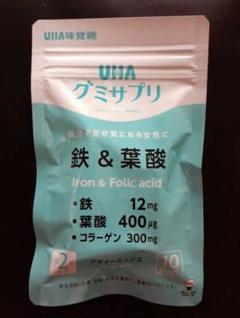 UHA味覚糖
UHA
グミサプリ
鉄分不足が気になる女性に
鉄 & 葉酸
Iron & Folic acid
鉄 12mg
葉酸 400μg
コラーゲン 300mg
アサイーミックス
2
10